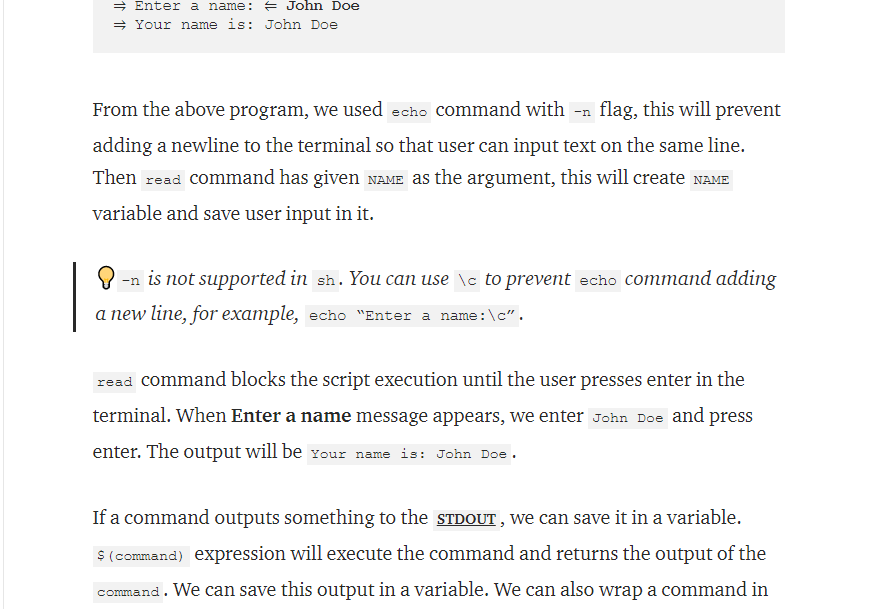 ⇒ Enter a name: ⇐ John Doe
⇒ Your name is: John Doe
From the above program, we used echo command with -n flag, this will prevent
adding a newline to the terminal so that user can input text on the same line.
Then read command has given NAME as the argument, this will create NAME
variable and save user input in it.
💡 -n is not supported in sh. You can use \c to prevent echo command adding
a new line, for example, echo “Enter a name:\c”.
read command blocks the script execution until the user presses enter in the
terminal. When Enter a name message appears, we enter John Doe and press
enter. The output will be Your name is: John Doe.
If a command outputs something to the STDOUT, we can save it in a variable.
$(command) expression will execute the command and returns the output of the
command. We can save this output in a variable. We can also wrap a command in